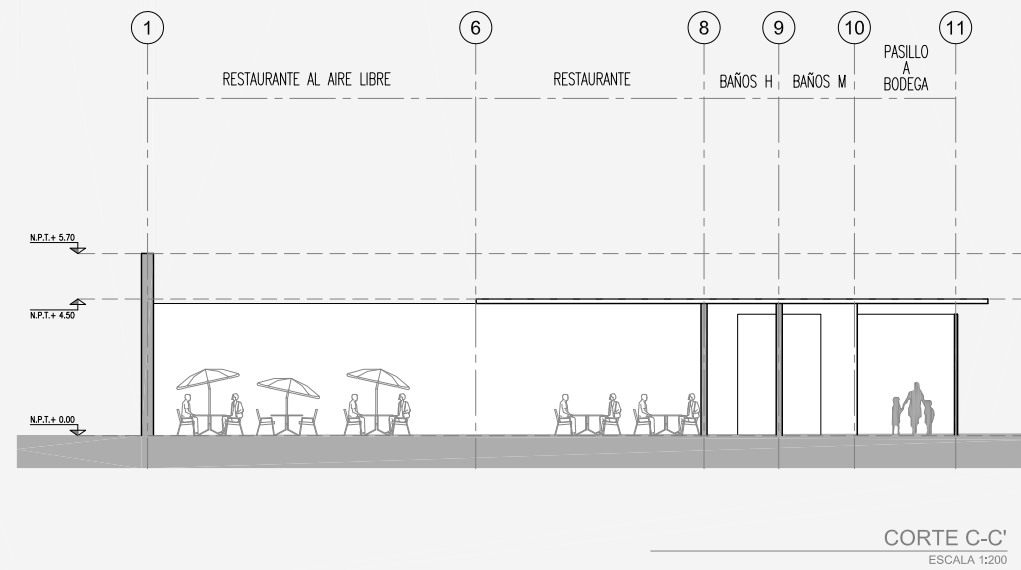 1
6
8
9
10
11
RESTAURANTE AL AIRE LIBRE
RESTAURANTE
BAÑOS H
BAÑOS M
PASILLO
A
BODEGA
N.P.T.+ 5.70
N.P.T.+ 4.50
N.P.T.+ 0.00
CORTE C-C'
ESCALA 1:200